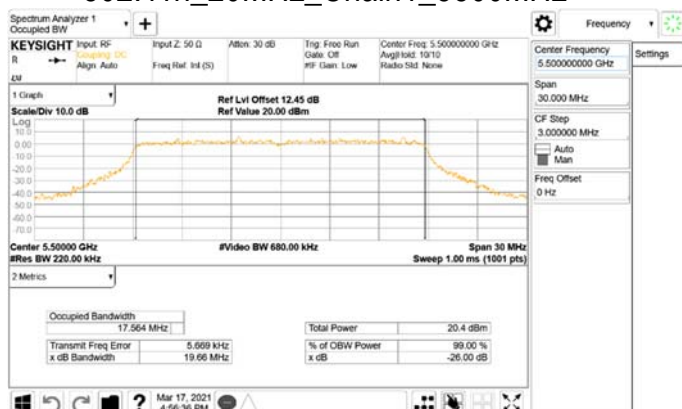 Spectrum Analyzer 1
Occupied BW
Frequency
KEYSIGHT
R
Input: RF
Coupling: DC
Align: Auto
Input Z: 50 Ω
Freq Ref: Int (S)
Atten: 30 dB
Trig: Free Run
Gate: Off
#IF Gain: Low
Center Freq: 5.500000000 GHz
Avg|Hold: 10/10
Radio Std: None
Center Frequency
5.500000000 GHz
Settings
Span
30.000 MHz
CF Step
3.000000 MHz
Auto
Man
Freq Offset
0 Hz
1 Graph
Scale/Div 10.0 dB
Ref Lvl Offset 12.45 dB
Ref Value 20.00 dBm
Log
10.0
0.00
-10.0
-20.0
-30.0
-40.0
-50.0
-60.0
-70.0
Center 5.50000 GHz
#Res BW 220.00 kHz
#Video BW 680.00 kHz
Span 30 MHz
Sweep 1.00 ms (1001 pts)
2 Metrics
Occupied Bandwidth
17.564 MHz
Total Power
20.4 dBm
Transmit Freq Error
5.669 kHz
% of OBW Power
99.00 %
x dB Bandwidth
19.66 MHz
x dB
-26.00 dB
Mar 17, 2021
4:56:36 PM